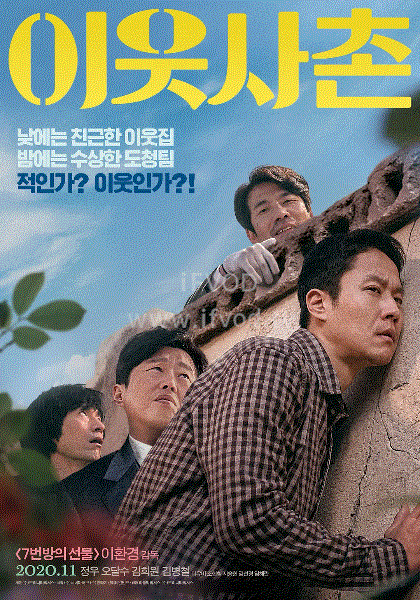 이웃사촌
낮에는 친근한 이웃집
밤에는 수상한 도청팀
적인가? 이웃인가?!
iFVOD
www.ifvod
<7번방의 선물> 이환경 감독
2020.11 정우 오달수 김희원 김병철